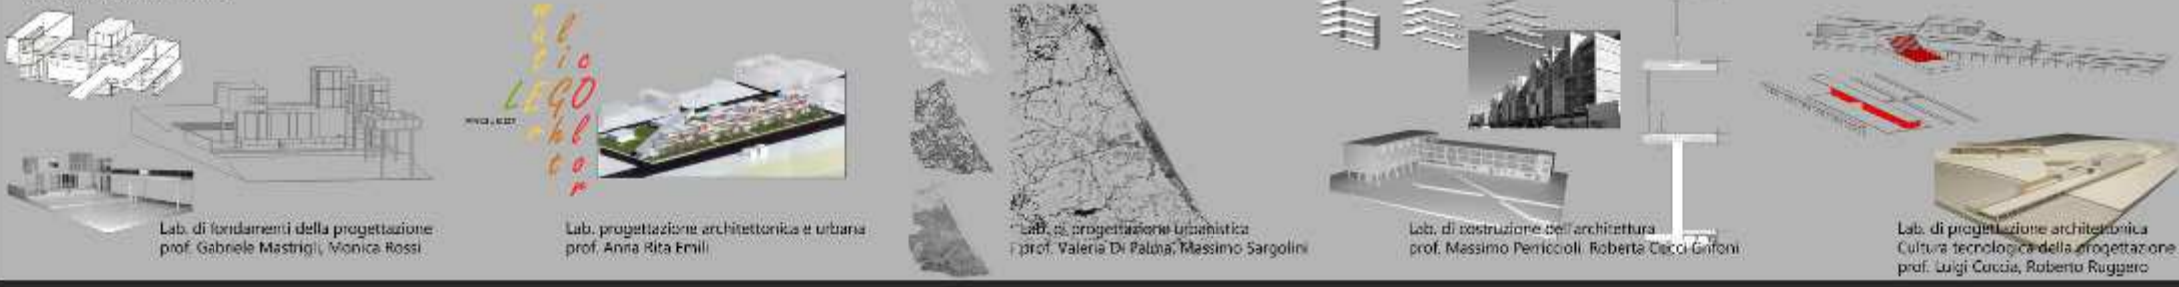 Lab. di fondamenti della progettazione
prof. Gabriele Mastrigli, Monica Rossi
Lab. progettazione architettonica e urbana
prof. Anna Rita Emili
Lab. di progettazione urbanistica
prof. Valeria Di Palma, Massimo Sargolini
Lab. di costruzione dell'architettura
prof. Massimo Perriccioli, Roberta Cocci Grifoni
Lab. di progettazione architettonica
Cultura tecnologica della progettazione
prof. Luigi Coccia, Roberto Ruggero